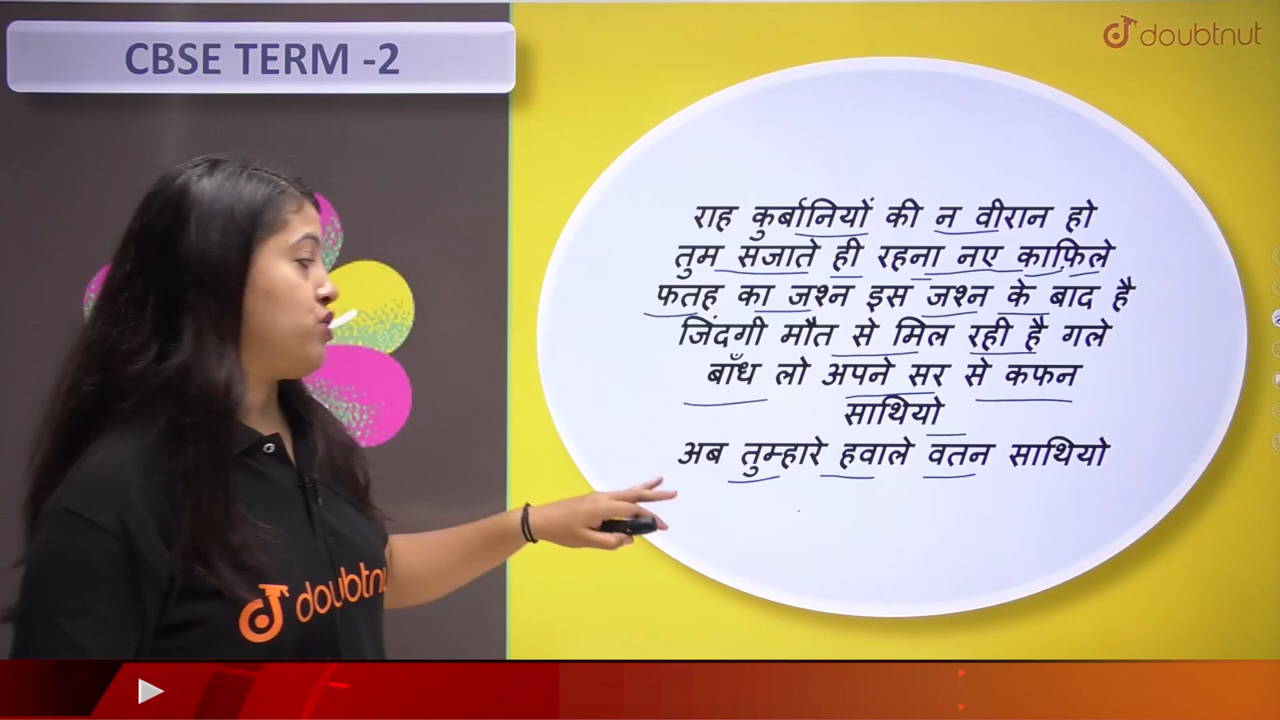 CBSE TERM -2
doubtnut
राह कुर्बानियों की न वीरान हो
तुम सजाते ही रहना नए काफ़िले
फतह का जश्न इस जश्न के बाद है
जिंदगी मौत से मिल रही है गले
बाँध लो अपने सर से कफन
साथियो
अब तुम्हारे हवाले वतन साथियो
doubtnut